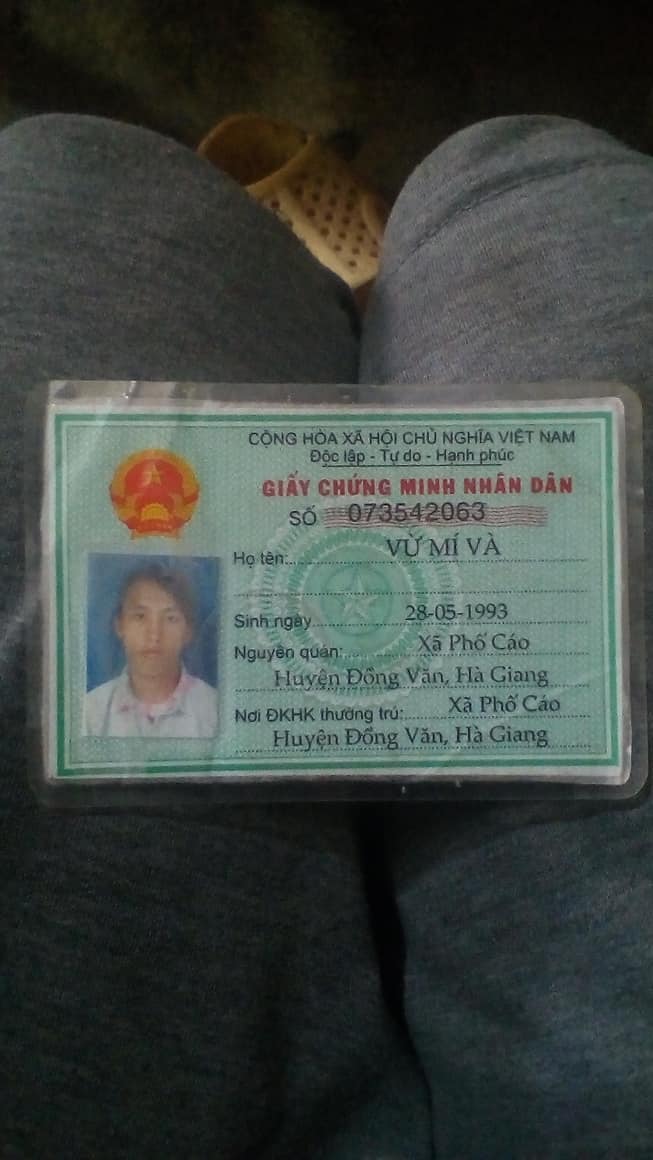 CỘNG HÒA XÃ HỘI CHỦ NGHĨA VIỆT NAM
Độc lập - Tự do - Hạnh phúc
GIẤY CHỨNG MINH NHÂN DÂN
SỐ 073542063
Họ tên: VỪ MÍ VÀ
Sinh ngày 28-05-1993
Nguyên quán: Xã Phố Cáo
Huyện Đồng Văn, Hà Giang
Nơi ĐKHK thường trú: Xã Phố Cáo
Huyện Đồng Văn, Hà Giang